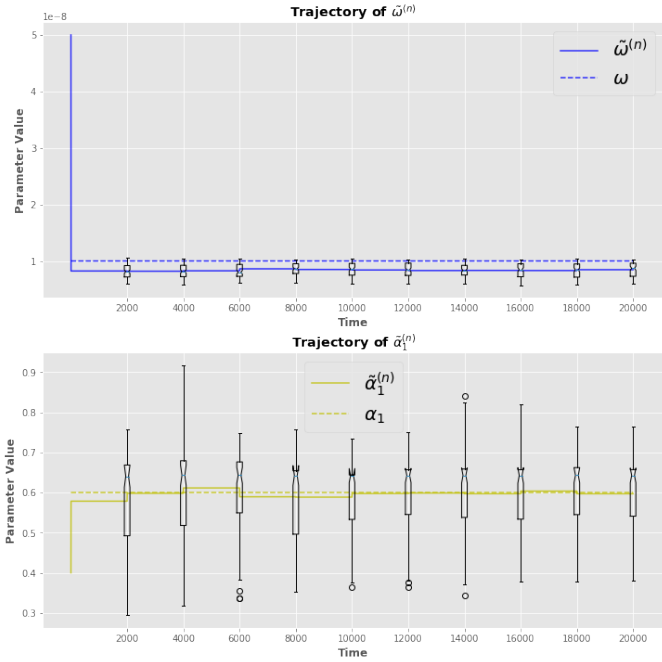 Trajectory of ω̃⁽ⁿ⁾
1e−8
5
4
3
2
1
Parameter Value
ω̃⁽ⁿ⁾
ω
2000 4000 6000 8000 10000 12000 14000 16000 18000 20000
Time
Trajectory of α̃₁⁽ⁿ⁾
0.9
0.8
0.7
0.6
0.5
0.4
0.3
Parameter Value
α̃₁⁽ⁿ⁾
α₁
2000 4000 6000 8000 10000 12000 14000 16000 18000 20000
Time